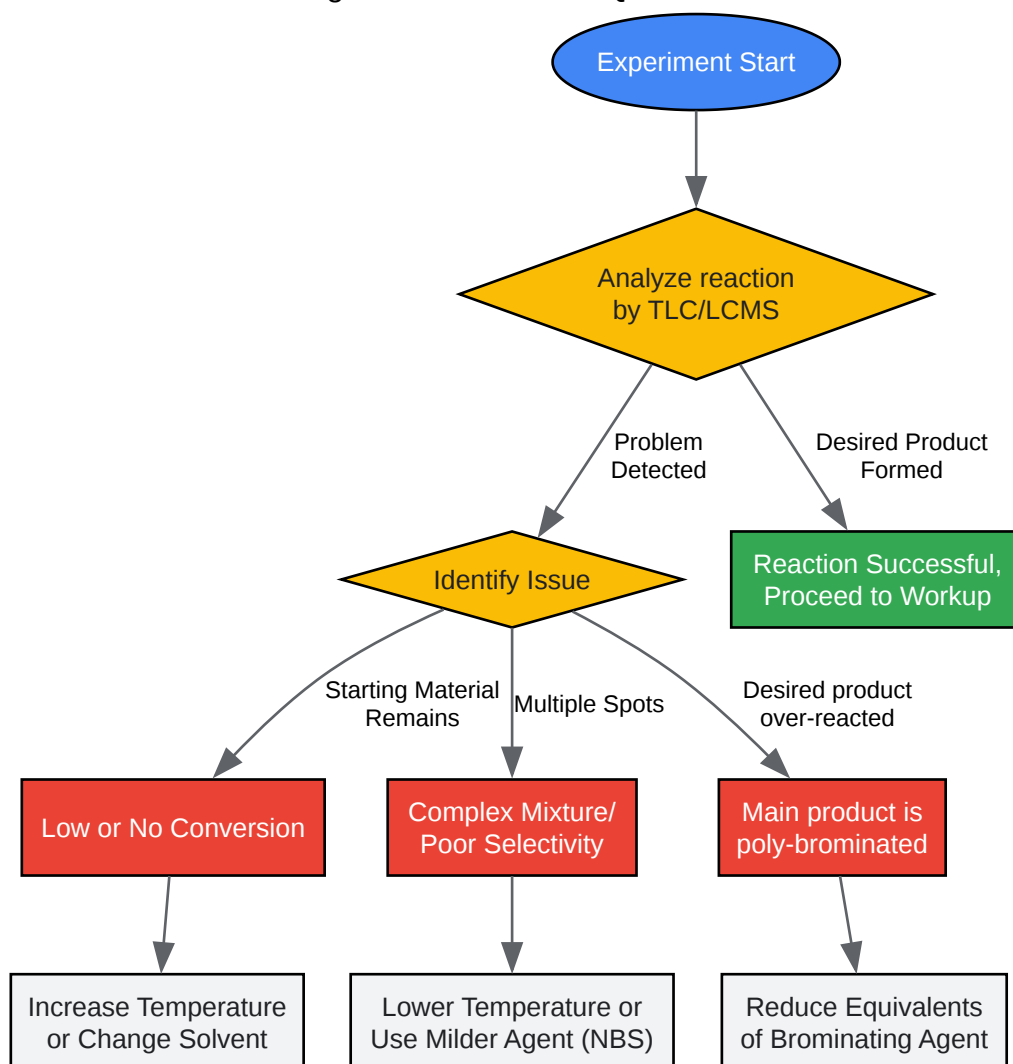 Experiment Start
Analyze reaction
by TLC/LCMS
Problem
Detected
Desired Product
Formed
Identify Issue
Reaction Successful,
Proceed to Workup
Starting Material
Remains
Multiple Spots
Desired product
over-reacted
Low or No Conversion
Complex Mixture/
Poor Selectivity
Main product is
poly-brominated
Increase Temperature
or Change Solvent
Lower Temperature or
Use Milder Agent (NBS)
Reduce Equivalents
of Brominating Agent